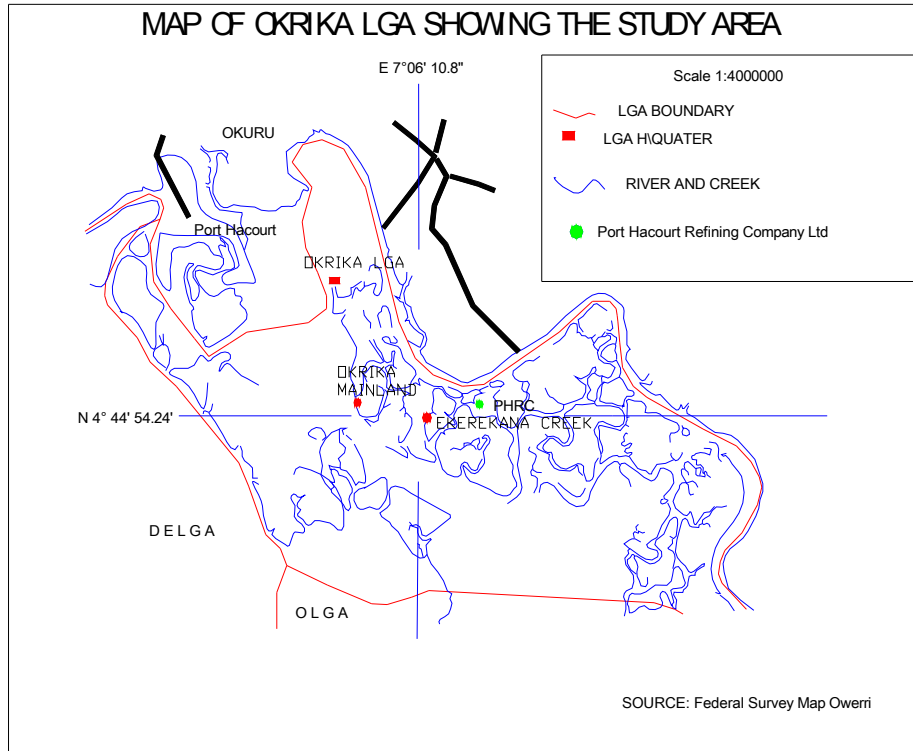 MAP OF OKRIKA LGA SHOWING THE STUDY AREA
E 7°06' 10.8"
Scale 1:4000000
LGA BOUNDARY
LGA H\QUATER
RIVER AND CREEK
Port Hacourt Refining Company Ltd
OKURU
Port Hacourt
OKRIKA LGA
OKRIKA
MAINLAND
PHRC
N 4° 44' 54.24'
EKEREKANA CREEK
DELGA
OLGA
SOURCE: Federal Survey Map Owerri